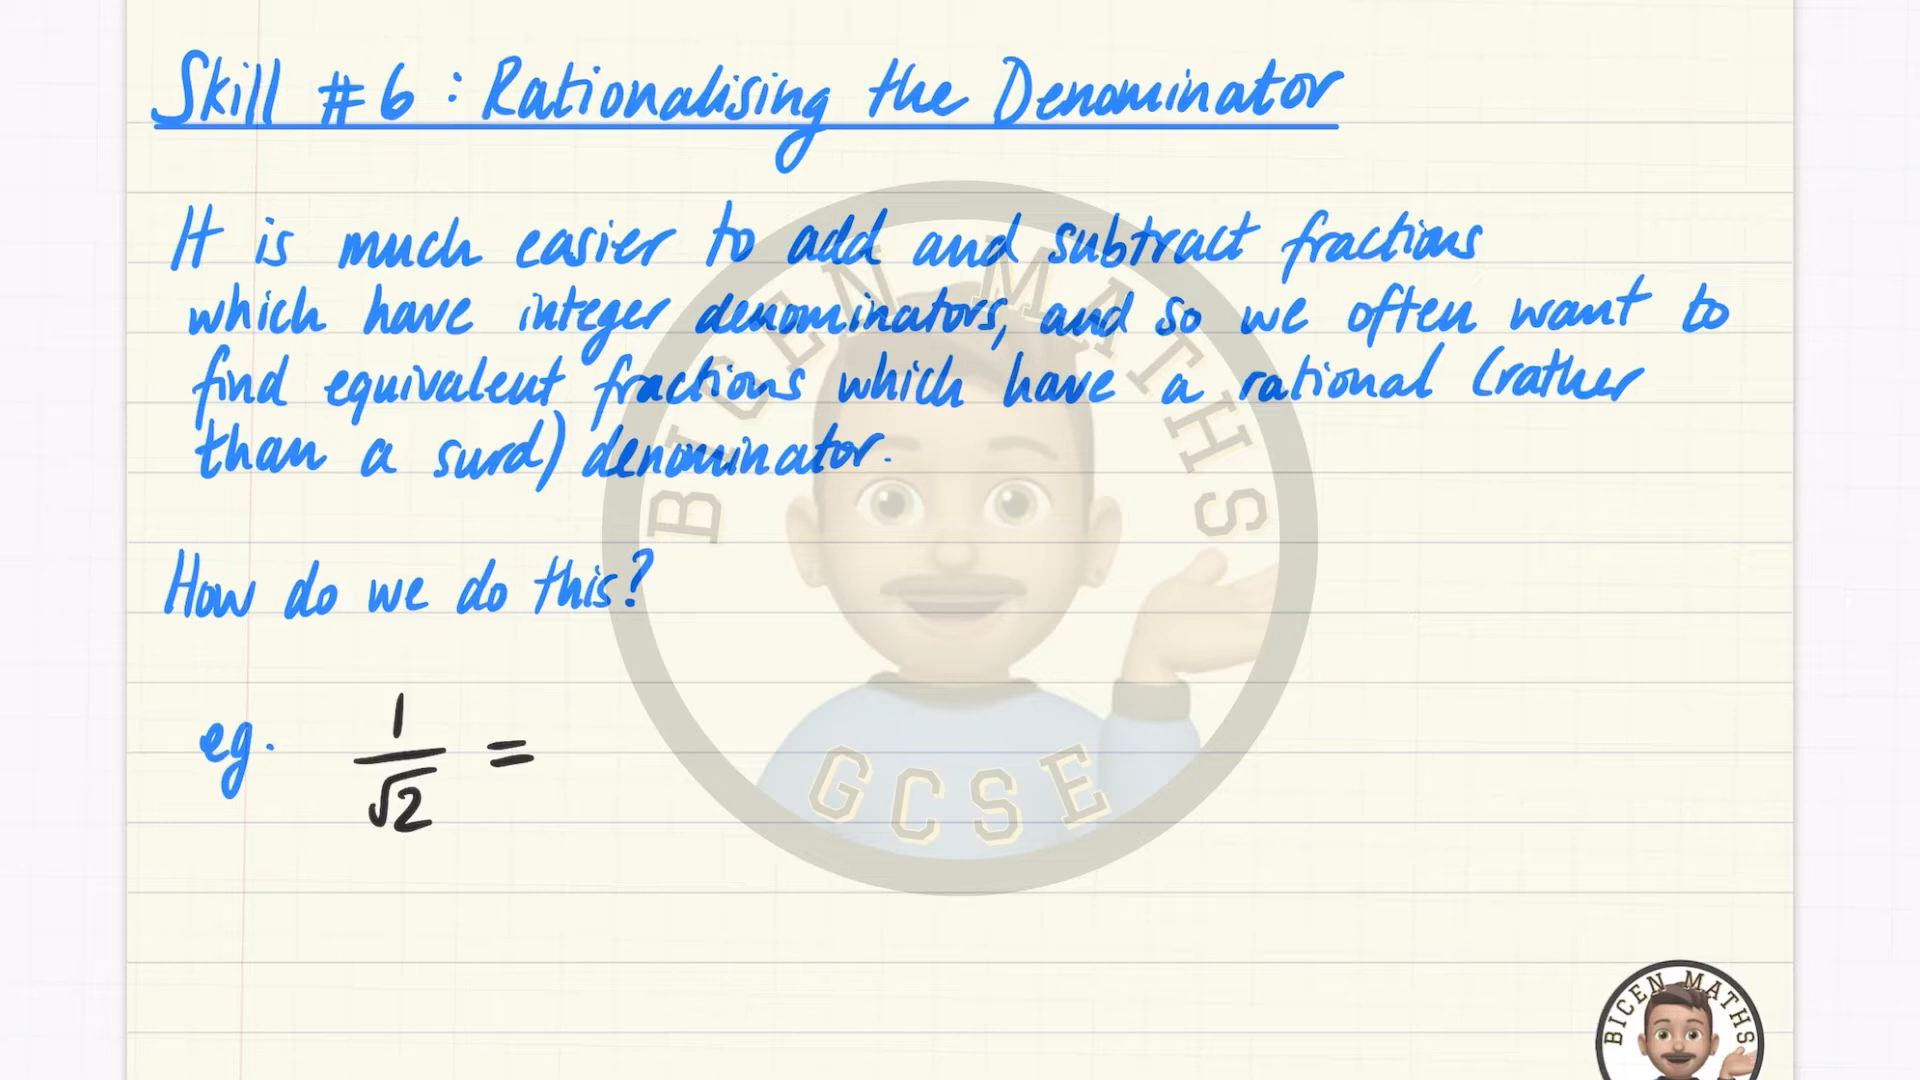 Skill #6 : Rationalising the Denominator
It is much easier to add and subtract fractions
which have integer denominators, and so we often want to
find equivalent fractions which have a rational (rather
than a surd) denominator.
How do we do this?
eg. 1/√2 =
BICEN MATHS
GCSE
BICEN MATHS